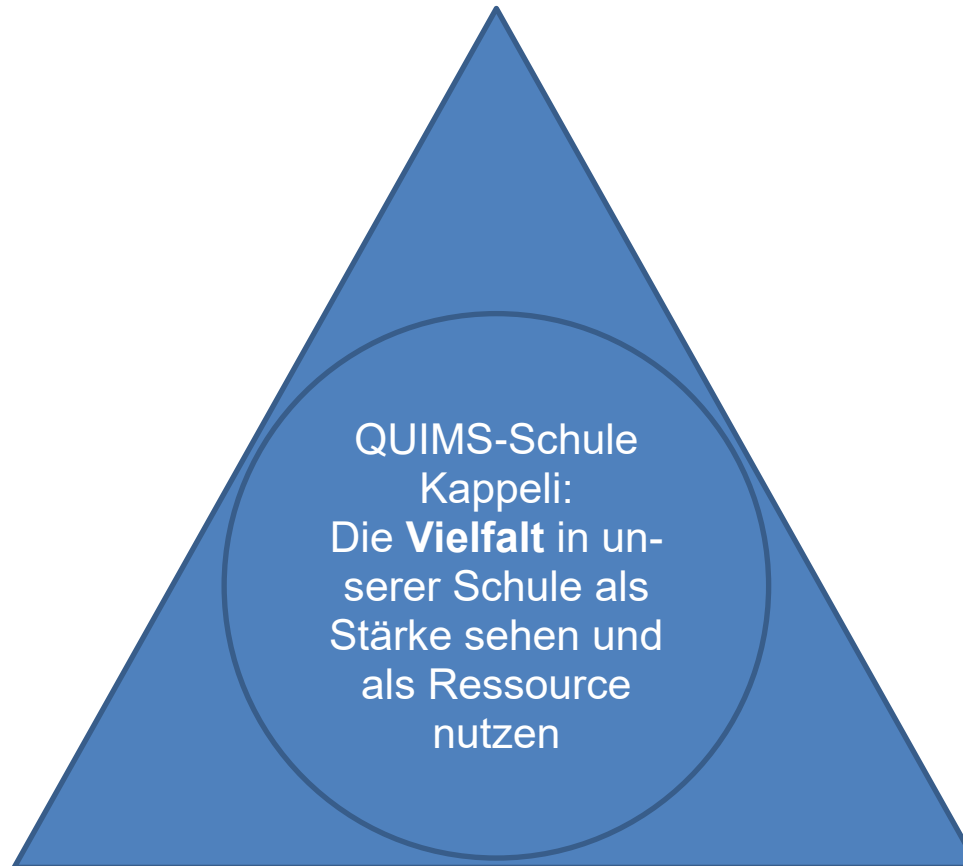 QUIMS-Schule
Kappeli:
Die Vielfalt in un-
serer Schule als
Stärke sehen und
als Ressource
nutzen